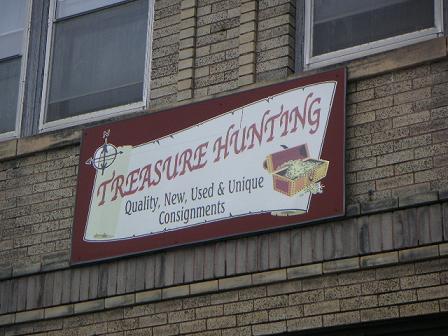 TREASURE HUNTING
Quality, New, Used & Unique
Consignments